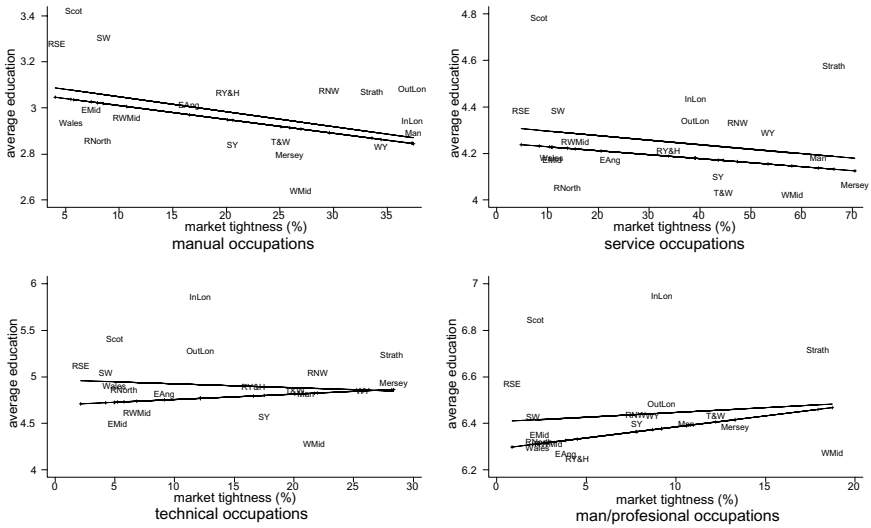 average education
3.4
3.2
3
2.8
2.6
Scot
SW
RSE
RY&H
RNW
Strath
OutLon
EAng
EMid
RWMid
InLon
Wales
Man
RNorth
SY
T&W
WY
Mersey
WMid
5
10
15
20
25
30
35
market tightness (%)
manual occupations
average education
4.8
4.6
4.4
4.2
4
Scot
Strath
InLon
RSE
SW
OutLon
RNW
EMid
RWMid
RY&H
Wales
EAng
Man
SY
RNorth
T&W
WMid
Mersey
0
10
20
30
40
50
60
70
market tightness (%)
service occupations
average education
6
5.5
5
4.5
4
InLon
Scot
OutLon
Strath
RSE
SW
RNW
Mersey
Wales
RNorth
RY&H
EAng
T&W
Man
WY
RWMid
EMid
SY
WMid
0
5
10
15
20
25
30
market tightness (%)
technical occupations
average education
7
6.8
6.6
6.4
6.2
InLon
Scot
Strath
RSE
OutLon
SW
RNW
WY
T&W
SY
Man
Mersey
EMid
RNorth
RWMid
Wales
EAng
RY&H
WMid
0
5
10
15
20
market tightness (%)
man/profesional occupations